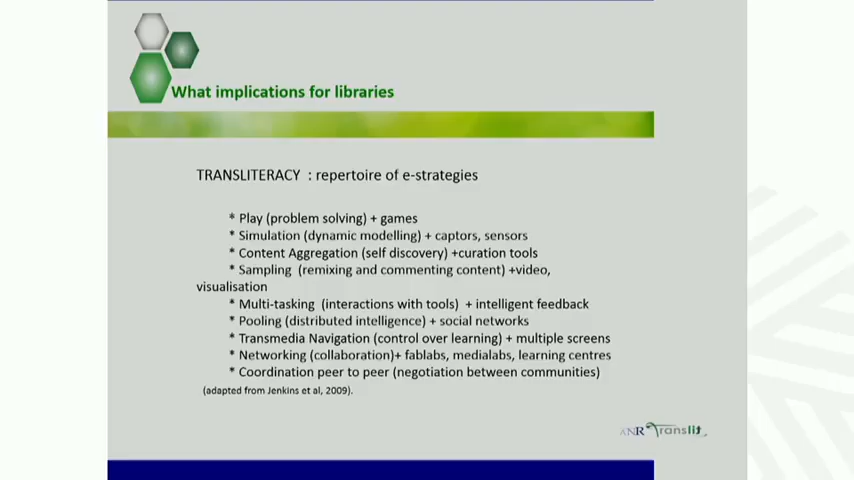 What implications for libraries
TRANSLITERACY : repertoire of e-strategies
* Play (problem solving) + games
* Simulation (dynamic modelling) + captors, sensors
* Content Aggregation (self discovery) +curation tools
* Sampling (remixing and commenting content) +video,
visualisation
* Multi-tasking (interactions with tools) + intelligent feedback
* Pooling (distributed intelligence) + social networks
* Transmedia Navigation (control over learning) + multiple screens
* Networking (collaboration)+ fablabs, medialabs, learning centres
* Coordination peer to peer (negotiation between communities)
(adapted from Jenkins et al, 2009).
ANR Translit